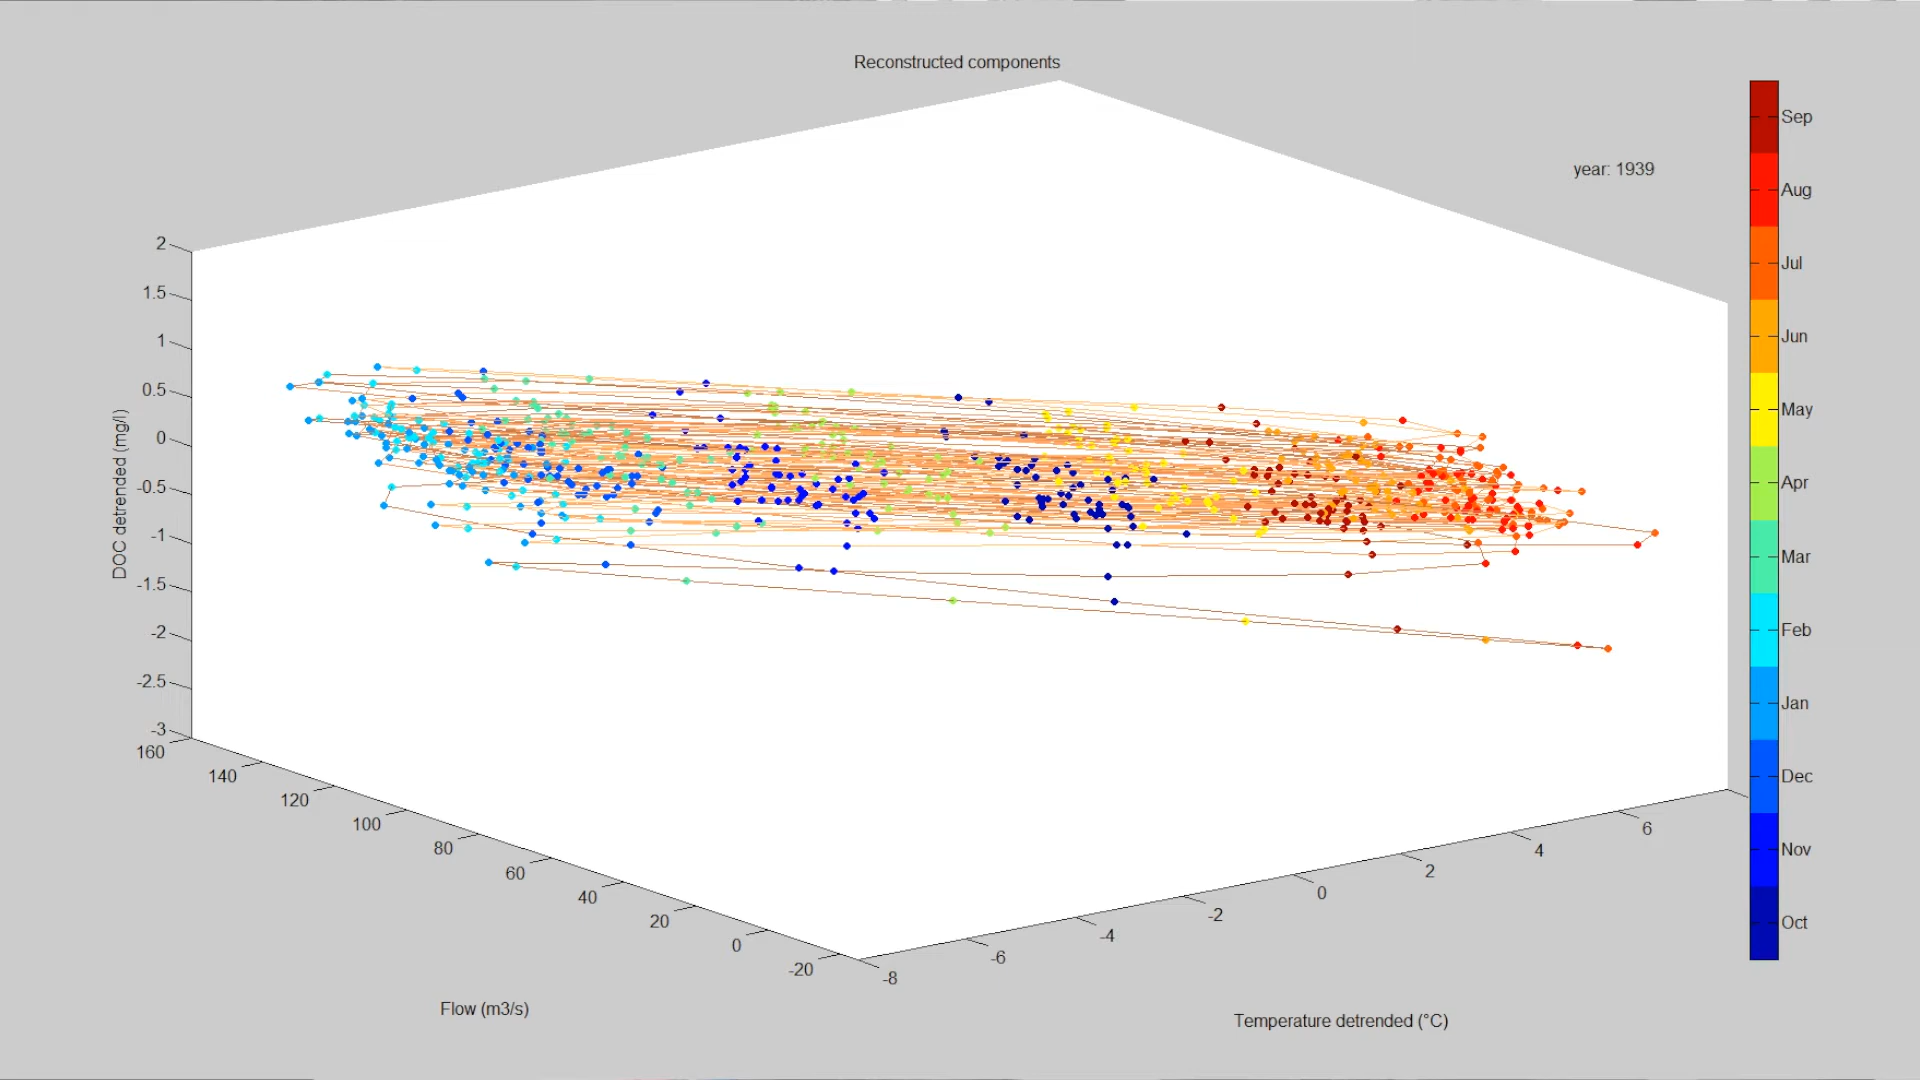 Reconstructed components
year: 1939
2
1.5
1
0.5
0
-0.5
-1
-1.5
-2
-2.5
-3
DOC detrended (mg/l)
160
140
120
100
80
60
40
20
0
-20
Flow (m3/s)
-8
-6
-4
-2
0
2
4
6
Temperature detrended (°C)
Sep
Aug
Jul
Jun
May
Apr
Mar
Feb
Jan
Dec
Nov
Oct